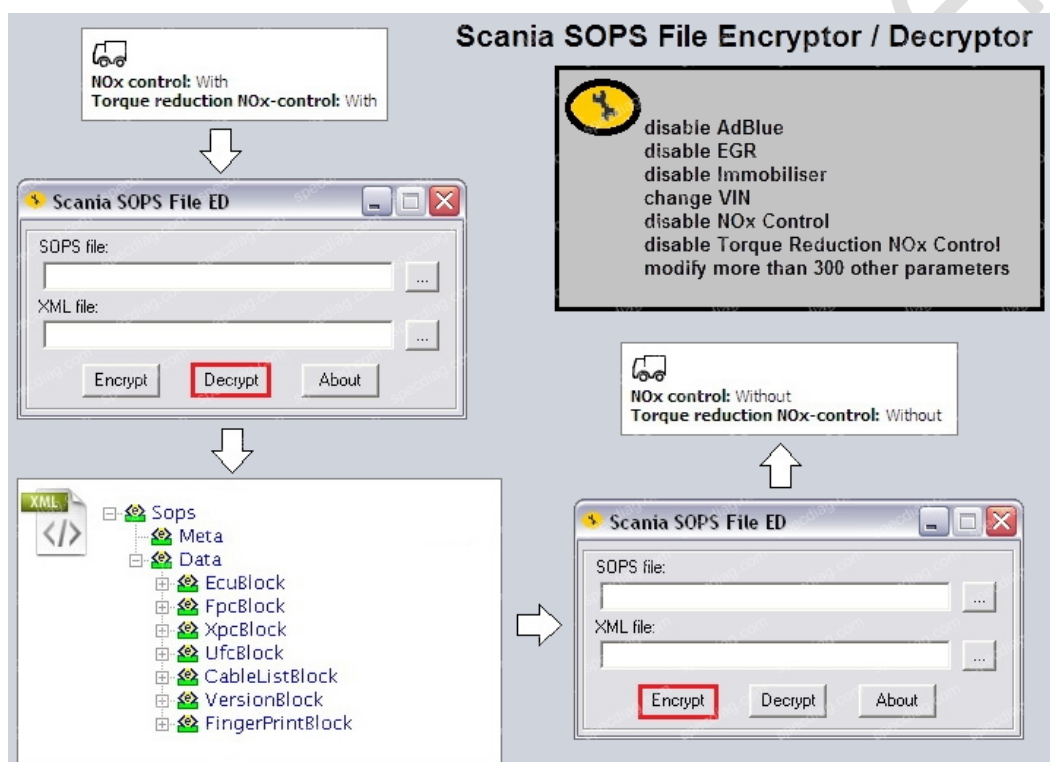 Scania SOPS File Encryptor / Decryptor
NOx control: With
Torque reduction NOx-control: With
disable AdBlue
disable EGR
disable Immobiliser
change VIN
disable NOx Control
disable Torque Reduction NOx Control
modify more than 300 other parameters
Scania SOPS File ED
SOPS file:
...
XML file:
...
Encrypt Decrypt About
XML
</>
Sops
Meta
Data
EcuBlock
FpcBlock
XpcBlock
UfcBlock
CableListBlock
VersionBlock
FingerPrintBlock
Scania SOPS File ED
SOPS file:
...
XML file:
...
Encrypt Decrypt About
NOx control: Without
Torque reduction NOx-control: Without